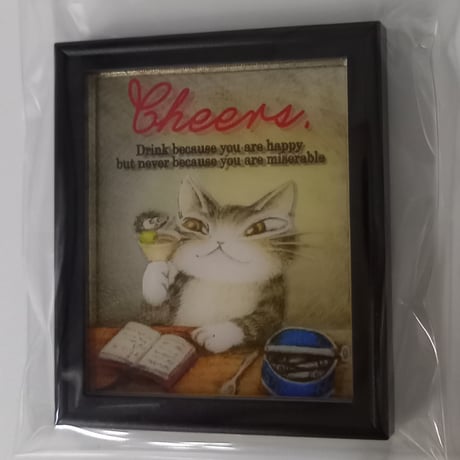 Cheers.
Drink because you are happy
but never because you are miserable